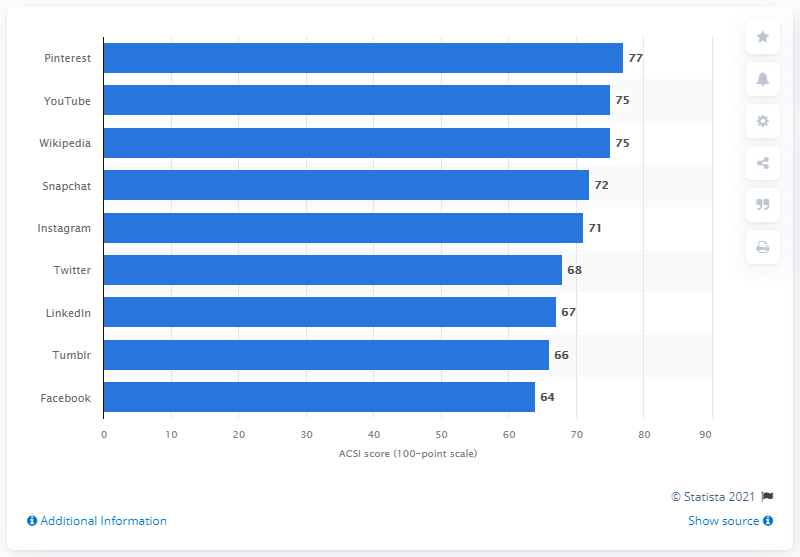 Pinterest 77
YouTube 75
Wikipedia 75
Snapchat 72
Instagram 71
Twitter 68
LinkedIn 67
Tumblr 66
Facebook 64
0 10 20 30 40 50 60 70 80 90
ACSI score (100-point scale)
© Statista 2021
Additional Information Show source